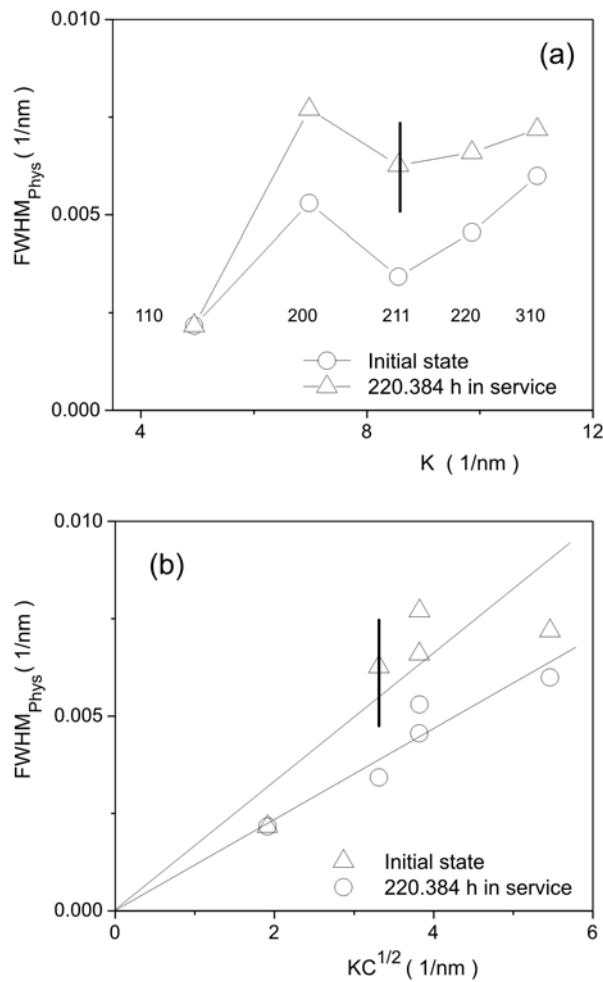 0.010
(a)
FWHM_Phys ( 1/nm )
0.005
110 200 211 220 310
Initial state
220.384 h in service
0.000
4 8 12
K ( 1/nm )
0.010
(b)
FWHM_Phys ( 1/nm )
0.005
Initial state
220.384 h in service
0.000
0 2 4 6
KC^1/2 ( 1/nm )